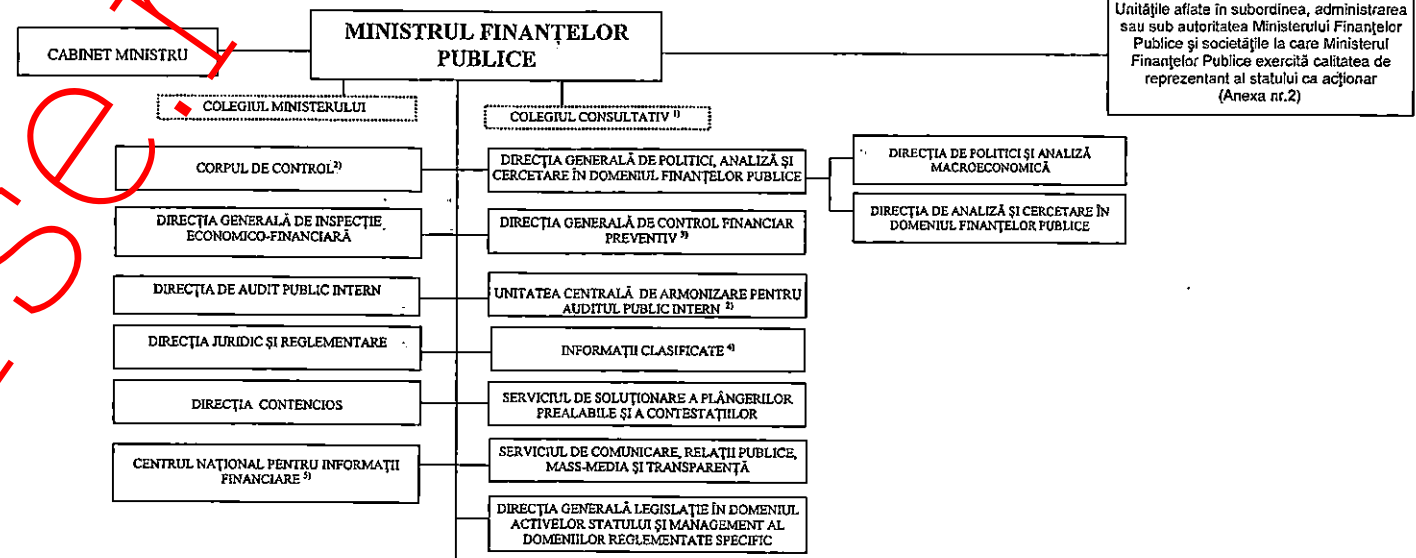 Unitățile aflate în subordinea, administrarea
sau sub autoritatea Ministerului Finanțelor
Publice și societățile la care Ministerul
Finanțelor Publice exercită calitatea de
reprezentant al statului ca acționar
(Anexa nr.2)
MINISTRUL FINANȚELOR
PUBLICE
CABINET MINISTRU
COLEGIUL MINISTERULUI
COLEGIUL CONSULTATIV 1)
CORPUL DE CONTROL2)
DIRECȚIA GENERALĂ DE POLITICI, ANALIZĂ ȘI
CERCETARE ÎN DOMENIUL FINANȚELOR PUBLICE
DIRECȚIA DE POLITICI ȘI ANALIZĂ
MACROECONOMICĂ
DIRECȚIA DE ANALIZĂ ȘI CERCETARE ÎN
DOMENIUL FINANȚELOR PUBLICE
DIRECȚIA GENERALĂ DE INSPECȚIE
ECONOMICO-FINANCIARĂ
DIRECȚIA GENERALĂ DE CONTROL FINANCIAR
PREVENTIV 3)
DIRECȚIA DE AUDIT PUBLIC INTERN
UNITATEA CENTRALĂ DE ARMONIZARE PENTRU
AUDITUL PUBLIC INTERN 2)
DIRECȚIA JURIDIC ȘI REGLEMENTARE
INFORMAȚII CLASIFICATE 4)
DIRECȚIA CONTENCIOS
SERVICIUL DE SOLUȚIONARE A PLÂNGERILOR
PREALABILE ȘI A CONTESTAȚIILOR
CENTRUL NAȚIONAL PENTRU INFORMAȚII
FINANCIARE 5)
SERVICIUL DE COMUNICARE, RELAȚII PUBLICE,
MASS-MEDIA ȘI TRANSPARENȚĂ
DIRECȚIA GENERALĂ LEGISLAȚIE ÎN DOMENIUL
ACTIVELOR STATULUI ȘI MANAGEMENT AL
DOMENIILOR REGLEMENTATE SPECIFIC